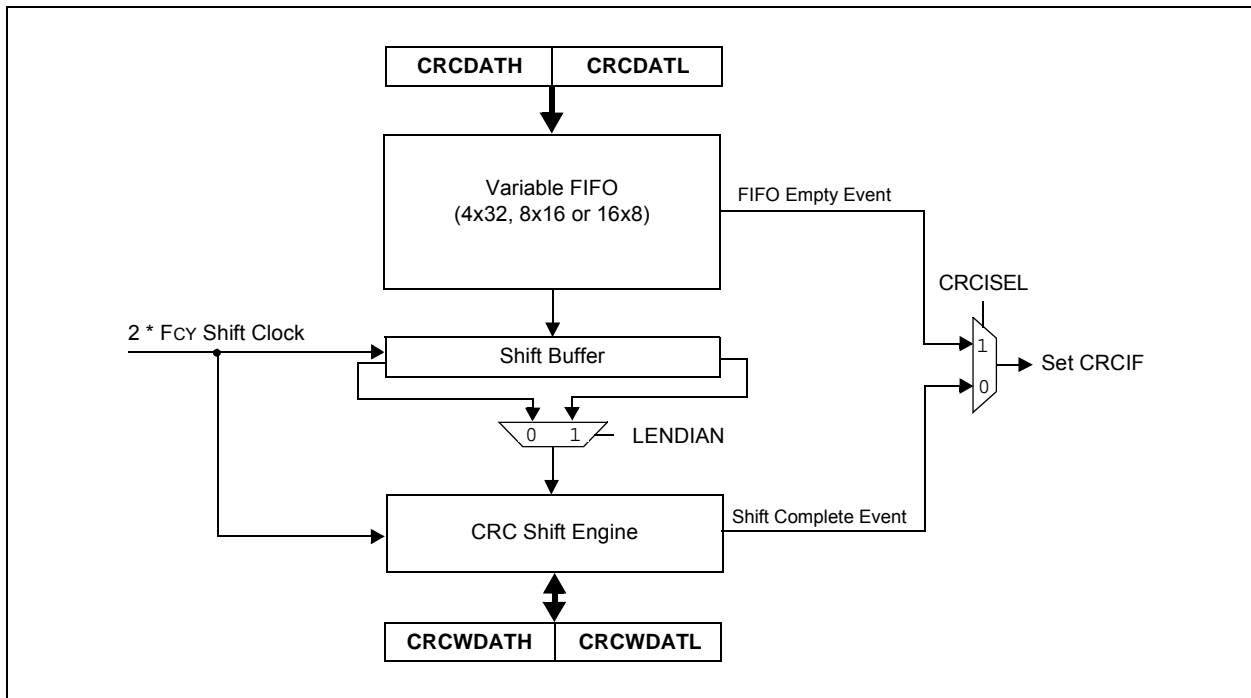 CRCDATH CRCDATL
Variable FIFO
(4x32, 8x16 or 16x8)
FIFO Empty Event
CRCISEL
2 * FCY Shift Clock
1
Shift Buffer
Set CRCIF
0
0 1
LENDIAN
Shift Complete Event
CRC Shift Engine
CRCWDATH CRCWDATL